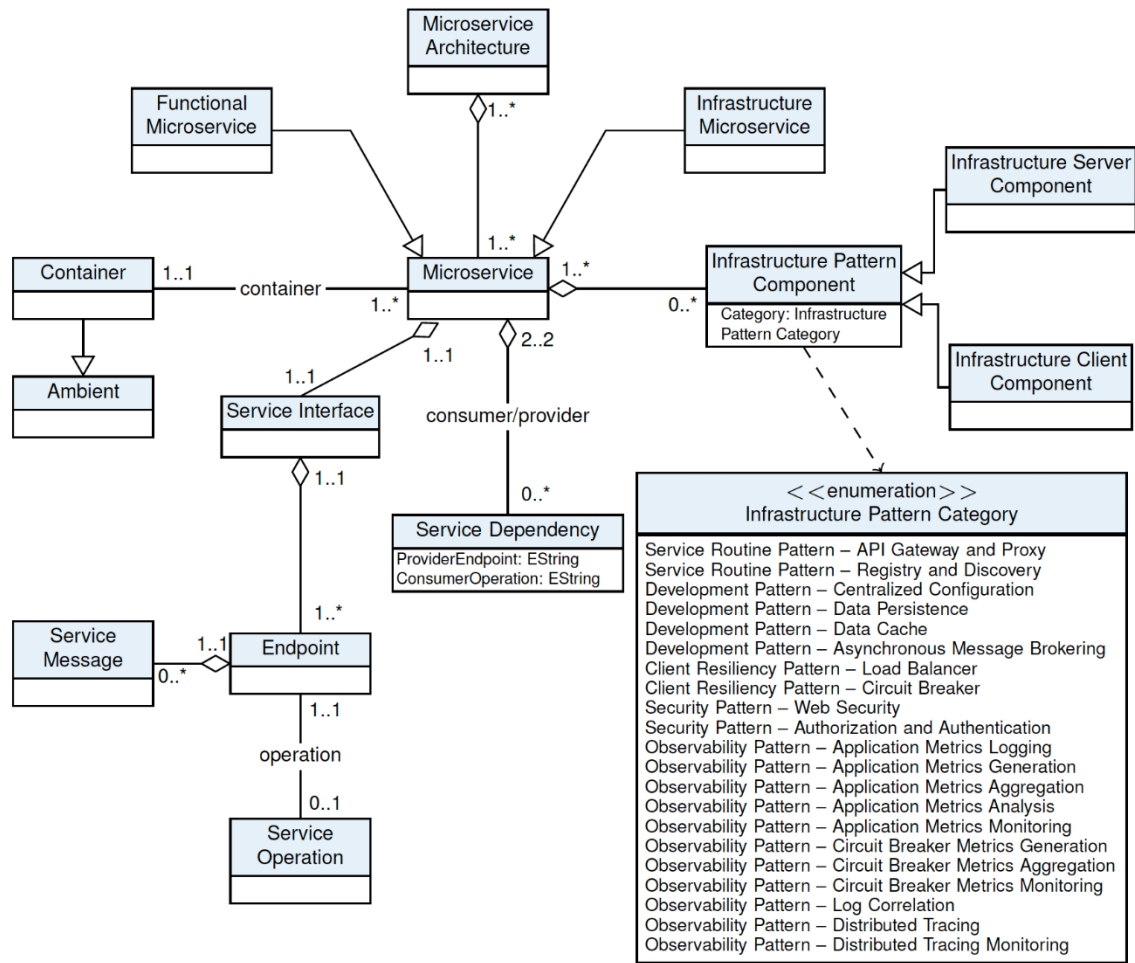 Microservice
Architecture
1..*
Functional
Microservice
Infrastructure
Microservice
Infrastructure Server
Component
1..*
Container
1..1
container
1..*
Microservice
1..*
0..*
Infrastructure Pattern
Component
Category: Infrastructure
Pattern Category
Infrastructure Client
Component
Ambient
1..1
1..1
Service Interface
1..1
2..2
consumer/provider
0..*
Service Dependency
ProviderEndpoint: EString
ConsumerOperation: EString
<<enumeration>>
Infrastructure Pattern Category
Service Routine Pattern – API Gateway and Proxy
Service Routine Pattern – Registry and Discovery
Development Pattern – Centralized Configuration
Development Pattern – Data Persistence
Development Pattern – Data Cache
Development Pattern – Asynchronous Message Brokering
Client Resiliency Pattern – Load Balancer
Client Resiliency Pattern – Circuit Breaker
Security Pattern – Web Security
Security Pattern – Authorization and Authentication
Observability Pattern – Application Metrics Logging
Observability Pattern – Application Metrics Generation
Observability Pattern – Application Metrics Aggregation
Observability Pattern – Application Metrics Analysis
Observability Pattern – Application Metrics Monitoring
Observability Pattern – Circuit Breaker Metrics Generation
Observability Pattern – Circuit Breaker Metrics Aggregation
Observability Pattern – Circuit Breaker Metrics Monitoring
Observability Pattern – Log Correlation
Observability Pattern – Distributed Tracing
Observability Pattern – Distributed Tracing Monitoring
1..*
Service
Message
0..*
1..1
Endpoint
1..1
operation
0..1
Service
Operation